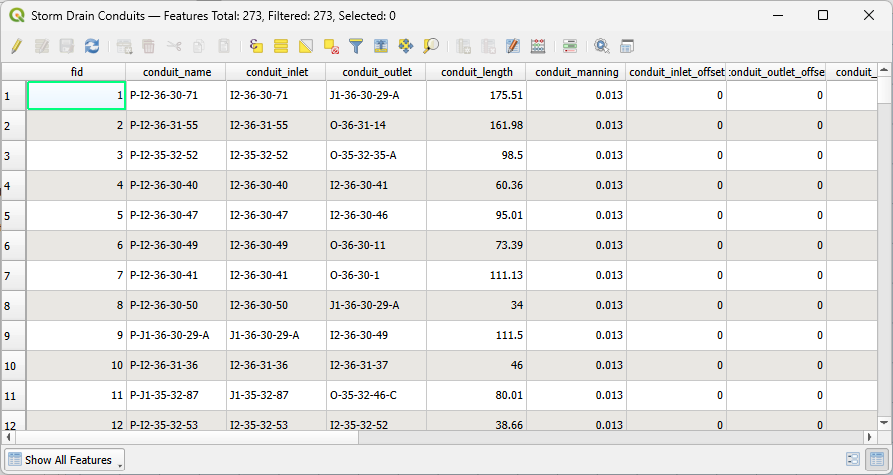 Storm Drain Conduits — Features Total: 273, Filtered: 273, Selected: 0
fid conduit_name conduit_inlet conduit_outlet conduit_length conduit_manning conduit_inlet_offset :onduit_outlet_offse conduit_
1 1 P-I2-36-30-71 I2-36-30-71 J1-36-30-29-A 175.51 0.013 0 0
2 2 P-I2-36-31-55 I2-36-31-55 O-36-31-14 161.98 0.013 0 0
3 3 P-I2-35-32-52 I2-35-32-52 O-35-32-35-A 98.5 0.013 0 0
4 4 P-I2-36-30-40 I2-36-30-40 I2-36-30-41 60.36 0.013 0 0
5 5 P-I2-36-30-47 I2-36-30-47 I2-36-30-46 95.01 0.013 0 0
6 6 P-I2-36-30-49 I2-36-30-49 O-36-30-11 73.39 0.013 0 0
7 7 P-I2-36-30-41 I2-36-30-41 O-36-30-1 111.13 0.013 0 0
8 8 P-I2-36-30-50 I2-36-30-50 J1-36-30-29-A 34 0.013 0 0
9 9 P-J1-36-30-29-A J1-36-30-29-A I2-36-30-49 111.5 0.013 0 0
10 10 P-I2-36-31-36 I2-36-31-36 I2-36-31-37 46 0.013 0 0
11 11 P-J1-35-32-87 J1-35-32-87 O-35-32-46-C 80.01 0.013 0 0
12 12 P-I2-35-32-53 I2-35-32-53 I2-35-32-52 38.66 0.013 0 0
Show All Features